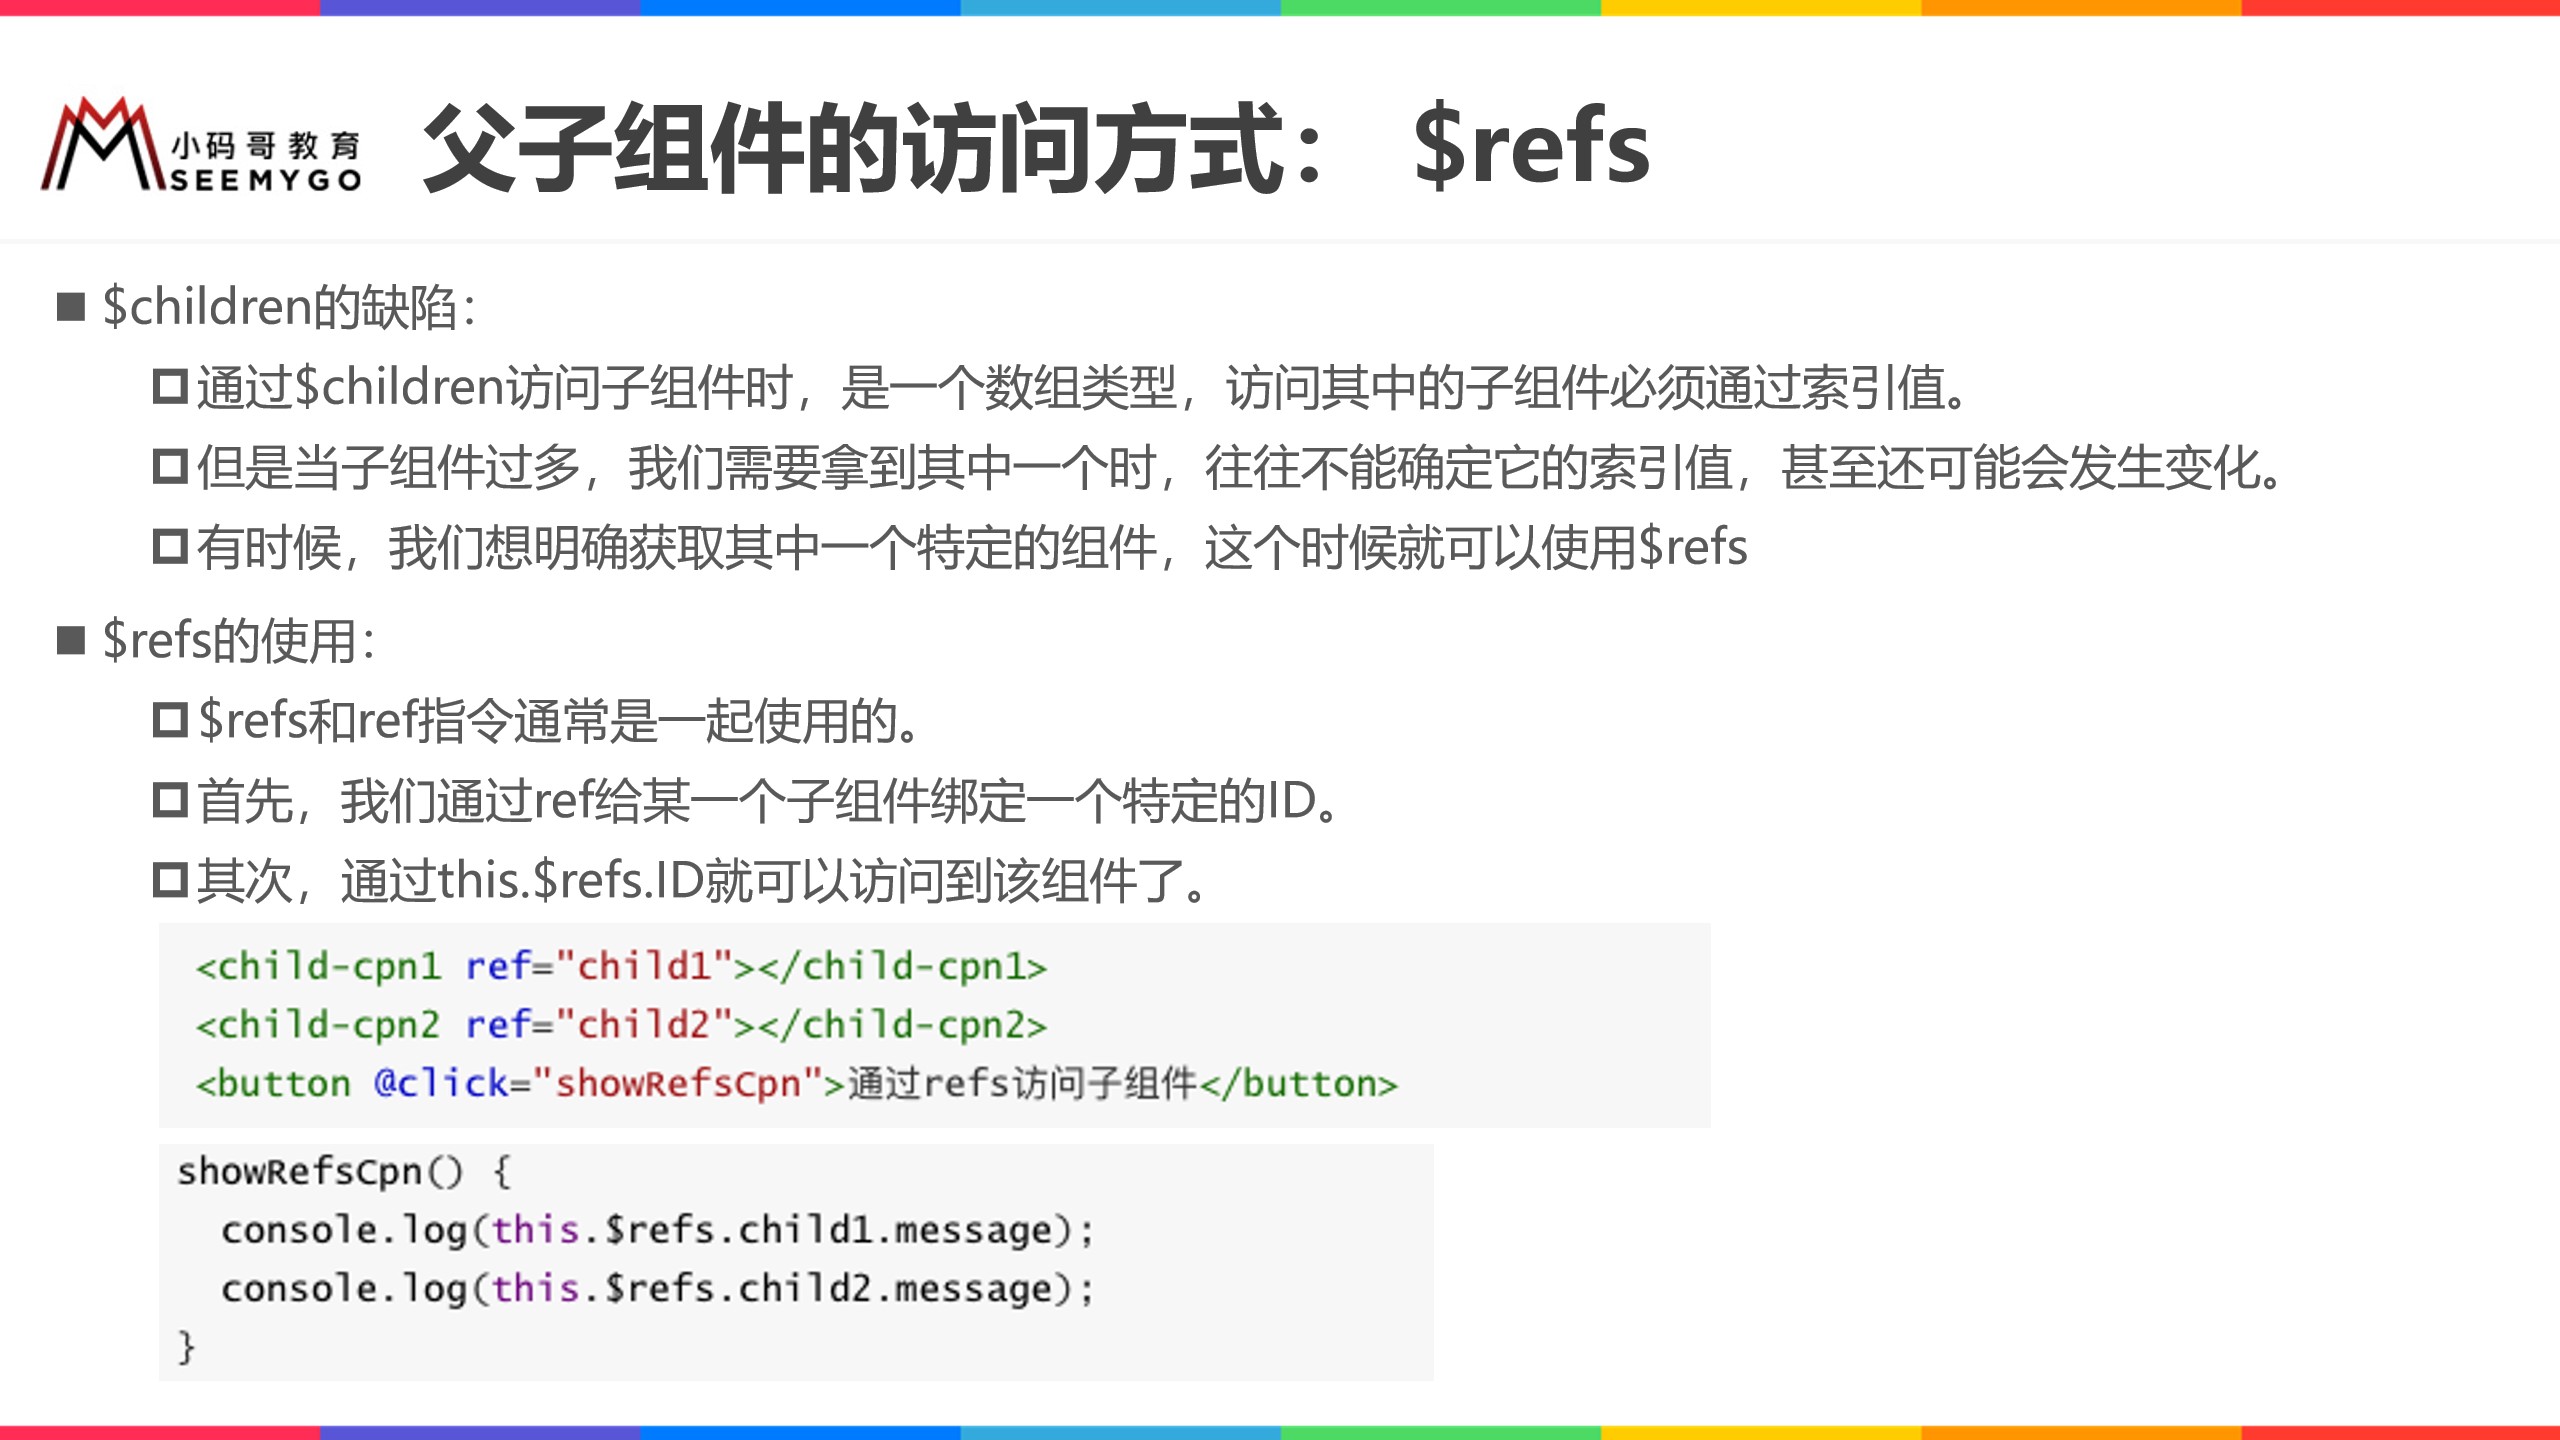 小码哥教育
SEEMYGO
父子组件的访问方式： $refs
$children的缺陷：
通过$children访问子组件时，是一个数组类型，访问其中的子组件必须通过索引值。
但是当子组件过多，我们需要拿到其中一个时，往往不能确定它的索引值，甚至还可能会发生变化。
有时候，我们想明确获取其中一个特定的组件，这个时候就可以使用$refs
$refs的使用：
$refs和ref指令通常是一起使用的。
首先，我们通过ref给某一个子组件绑定一个特定的ID。
其次，通过this.$refs.ID就可以访问到该组件了。
<child-cpn1 ref="child1"></child-cpn1>
<child-cpn2 ref="child2"></child-cpn2>
<button @click="showRefsCpn">通过refs访问子组件</button>
showRefsCpn() {
  console.log(this.$refs.child1.message);
  console.log(this.$refs.child2.message);
}